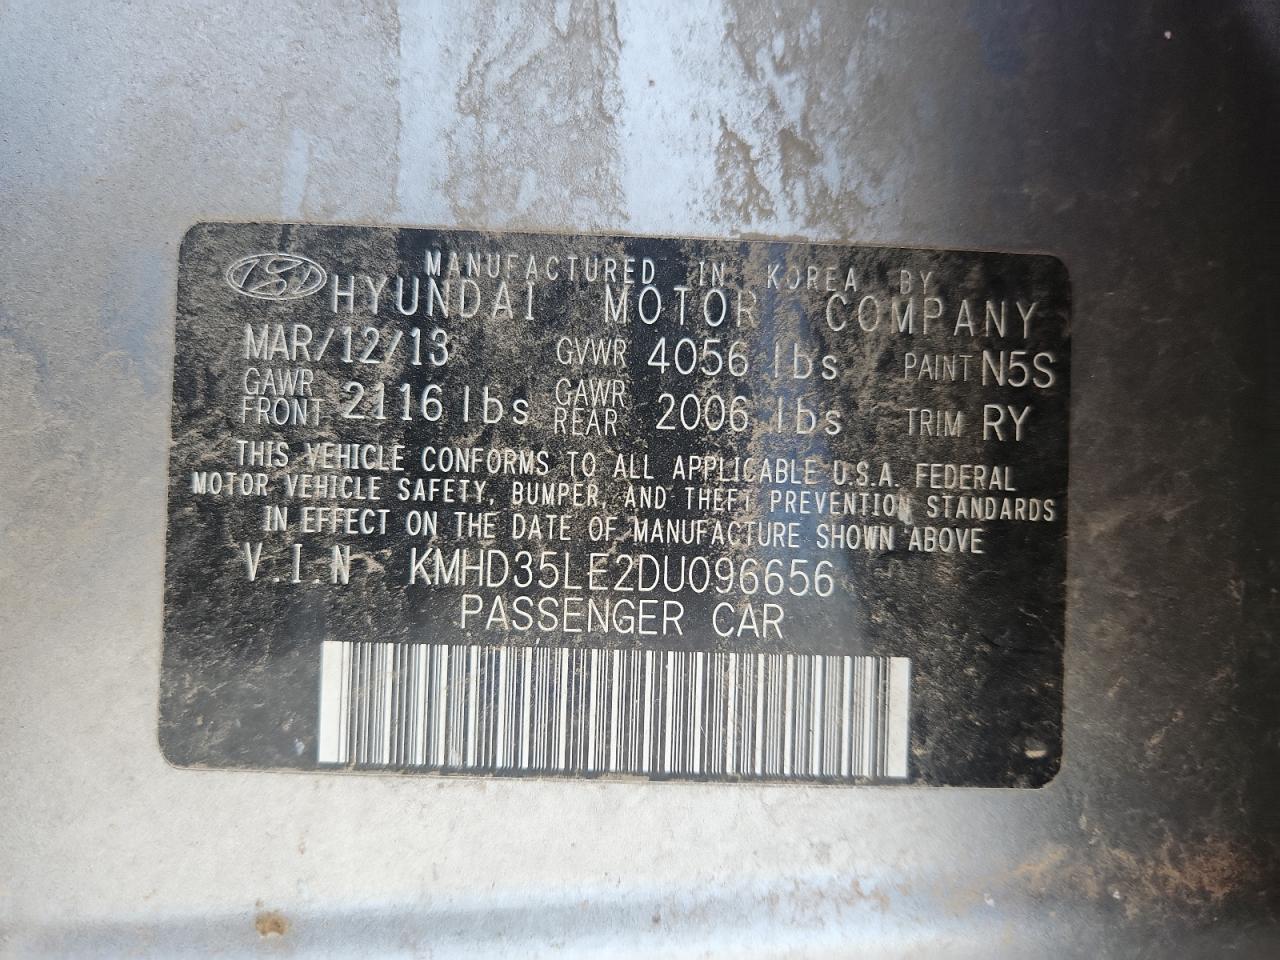 MANUFACTURED IN KOREA BY
HYUNDAI MOTOR COMPANY
MAR/12/13 GVWR 4056 lbs PAINT N5S
GAWR FRONT 2116 lbs GAWR REAR 2006 lbs TRIM RY
THIS VEHICLE CONFORMS TO ALL APPLICABLE U.S.A. FEDERAL
MOTOR VEHICLE SAFETY, BUMPER, AND THEFT PREVENTION STANDARDS
IN EFFECT ON THE DATE OF MANUFACTURE SHOWN ABOVE
V.I.N KMHD35LE2DU096656
PASSENGER CAR